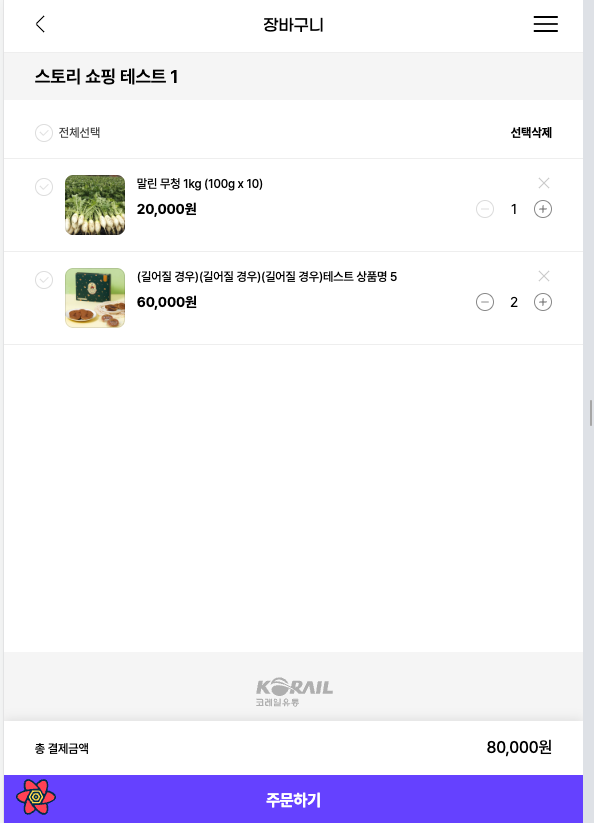 장바구니
스토리 쇼핑 테스트 1
전체선택
선택삭제
말린 무청 1kg (100g x 10)
20,000원
1
(길어질 경우)(길어질 경우)(길어질 경우)테스트 상품명 5
60,000원
2
KORAIL
코레일유통
총 결제금액
80,000원
주문하기